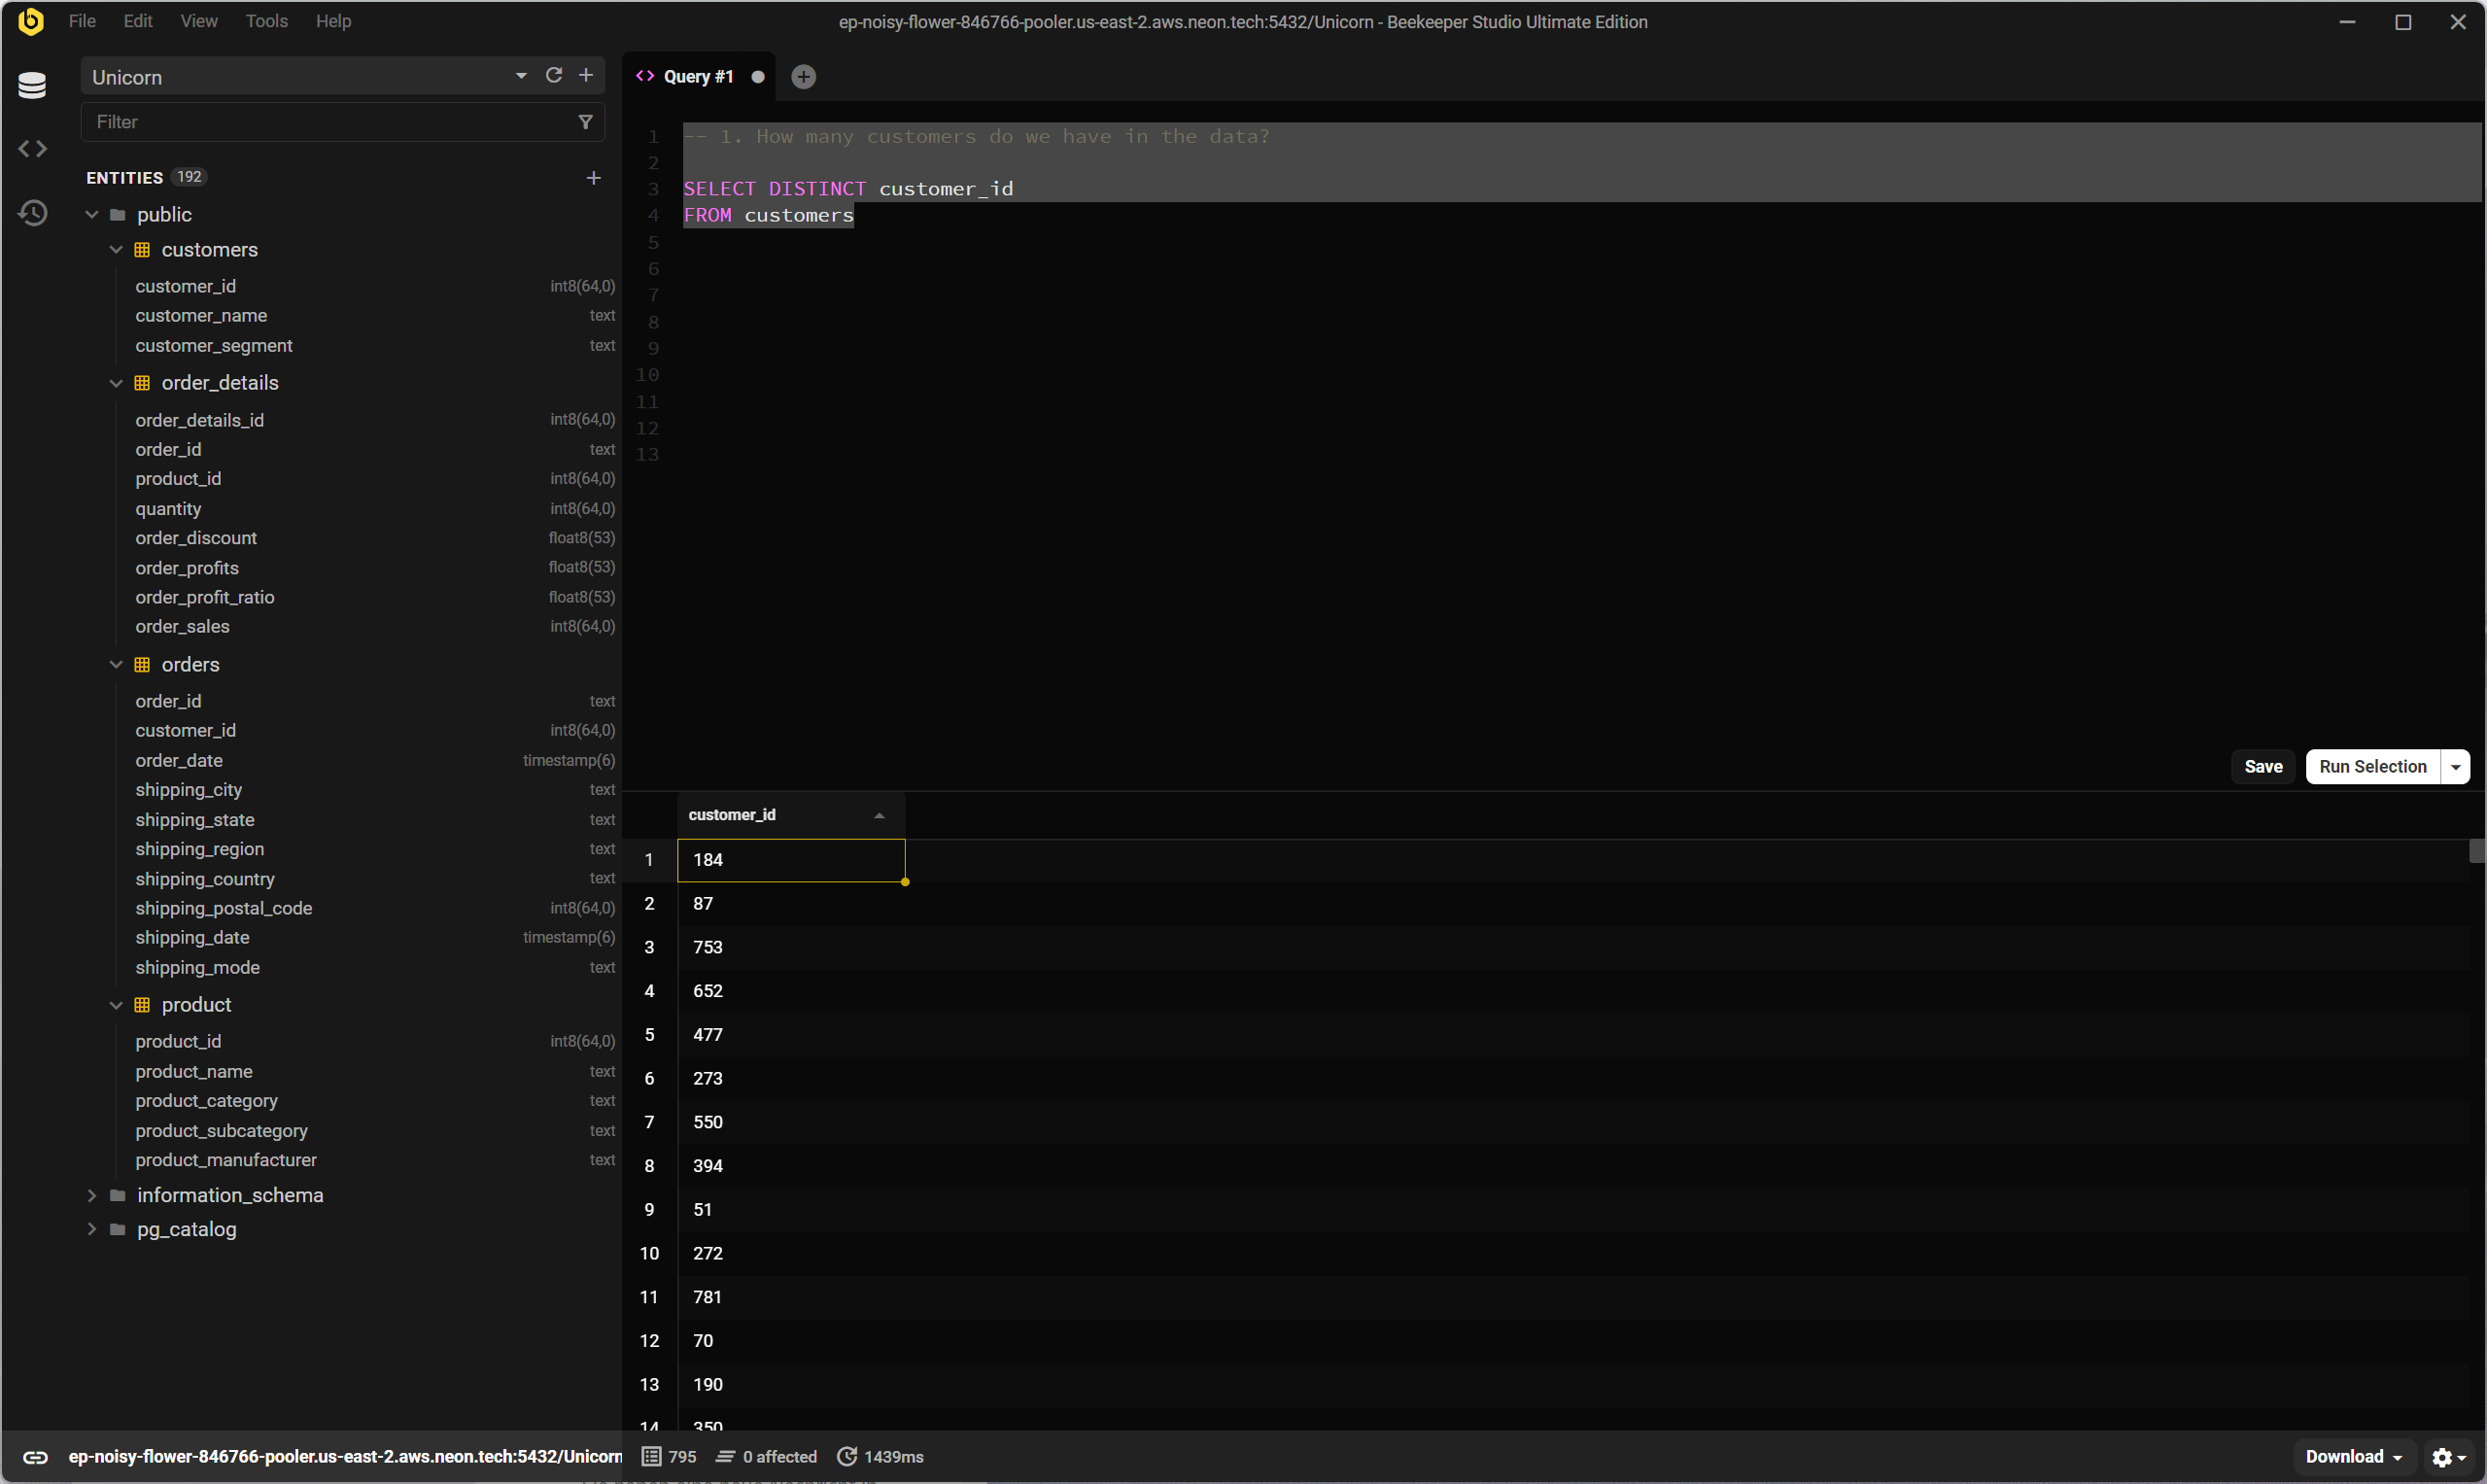 File Edit View Tools Help
ep-noisy-flower-846766-pooler.us-east-2.aws.neon.tech:5432/Unicorn - Beekeeper Studio Ultimate Edition
Unicorn
Filter
ENTITIES 192
public
customers
customer_id int8(64,0)
customer_name text
customer_segment text
order_details
order_details_id int8(64,0)
order_id text
product_id int8(64,0)
quantity int8(64,0)
order_discount float8(53)
order_profits float8(53)
order_profit_ratio float8(53)
order_sales int8(64,0)
orders
order_id text
customer_id int8(64,0)
order_date timestamp(6)
shipping_city text
shipping_state text
shipping_region text
shipping_country text
shipping_postal_code int8(64,0)
shipping_date timestamp(6)
shipping_mode text
product
product_id int8(64,0)
product_name text
product_category text
product_subcategory text
product_manufacturer text
information_schema
pg_catalog
Query #1
1 -- 1. How many customers do we have in the data?
2
3 SELECT DISTINCT customer_id
4 FROM customers
5
6
7
8
9
10
11
12
13
Save Run Selection
customer_id
1 184
2 87
3 753
4 652
5 477
6 273
7 550
8 394
9 51
10 272
11 781
12 70
13 190
14 350
ep-noisy-flower-846766-pooler.us-east-2.aws.neon.tech:5432/Unicorn 795 0 affected 1439ms Download